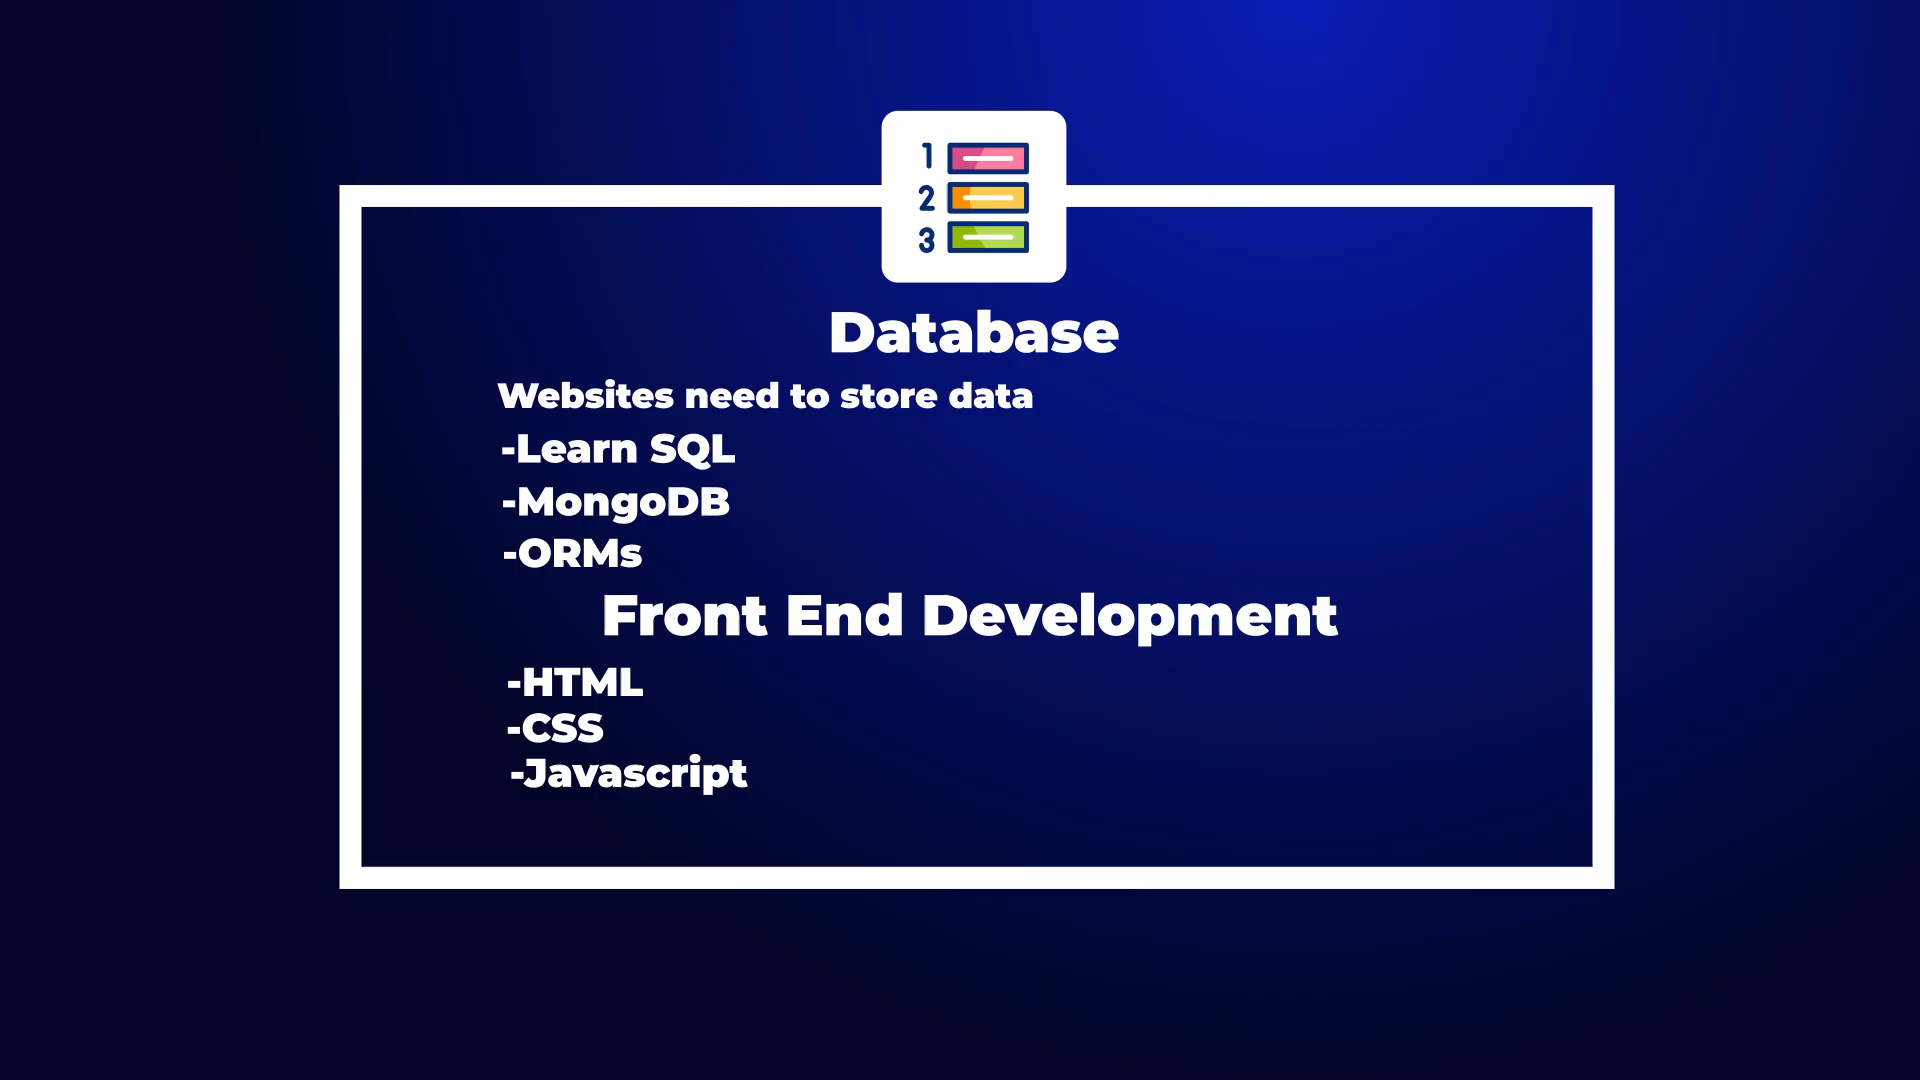 1
2
3
Database
Websites need to store data
-Learn SQL
-MongoDB
-ORMs
Front End Development
-HTML
-CSS
-Javascript